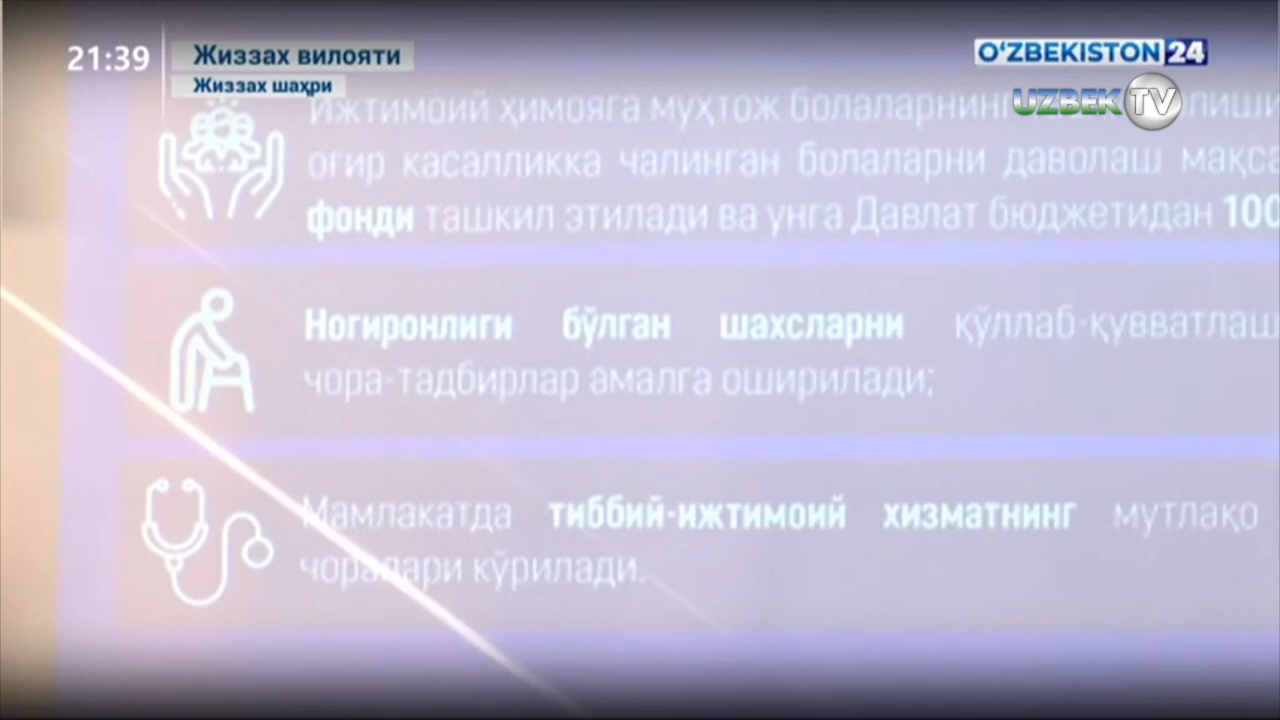 21:39
Жиззах вилояти
Жиззах шаҳри
O‘ZBEKISTON 24
UZBEK TV
Ижтимоий ҳимояга муҳтож болаларнинг
оғир касалликка чалинган болаларни даволаш
фонди ташкил этилади ва унга Давлат бюджетидан 100
Ногиронлиги бўлган шахсларни қўллаб-қувватлаш
чора-тадбирлар амалга оширилади;
Мамлакатда тиббий-ижтимоий хизматнинг мутлақо
чоралари кўрилади.